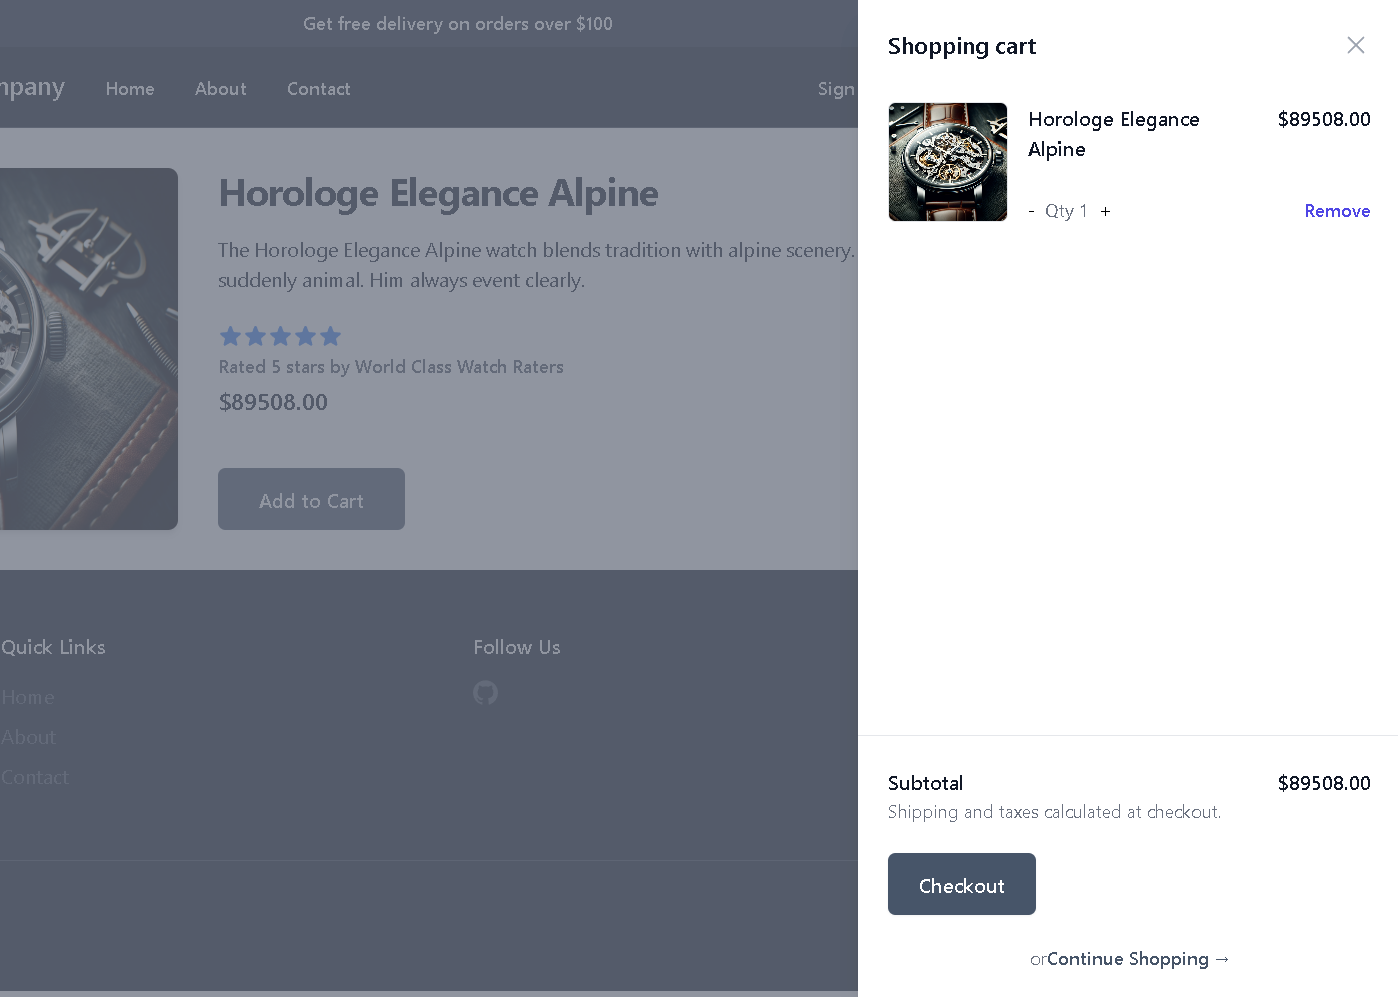 Get free delivery on orders over $100
mpany Home About Contact Sign
Horologe Elegance Alpine
The Horologe Elegance Alpine watch blends tradition with alpine scenery.
suddenly animal. Him always event clearly.
Rated 5 stars by World Class Watch Raters
$89508.00
Add to Cart
Quick Links
Home
About
Contact
Follow Us
Shopping cart
Horologe Elegance
Alpine
$89508.00
- Qty 1 +
Remove
Subtotal $89508.00
Shipping and taxes calculated at checkout.
Checkout
orContinue Shopping →